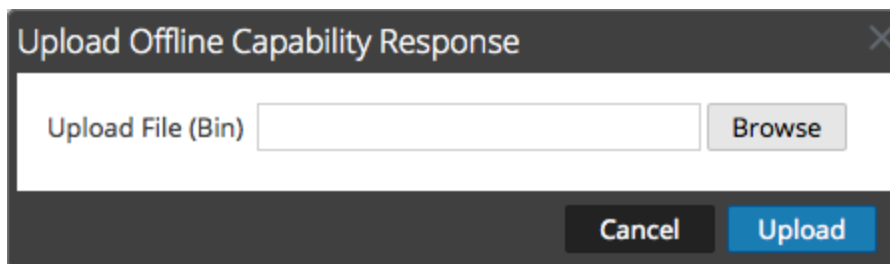 Upload Offline Capability Response
Upload File (Bin) Browse
Cancel Upload